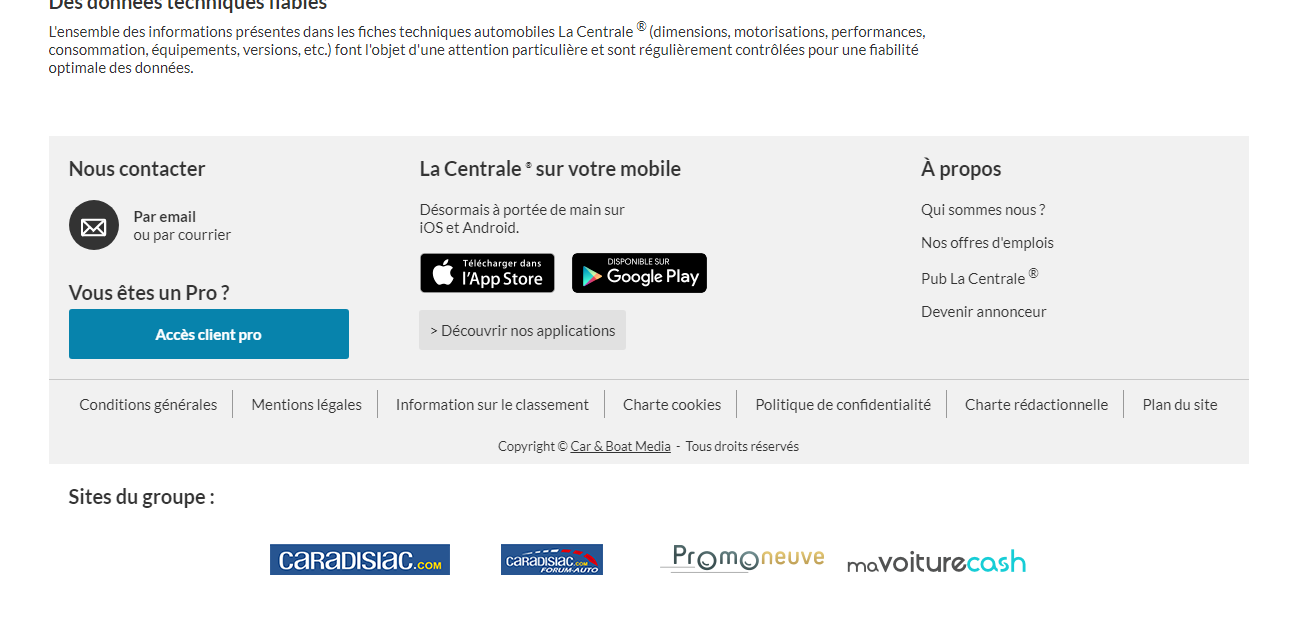 Des données techniques fiables
L'ensemble des informations présentes dans les fiches techniques automobiles La Centrale ® (dimensions, motorisations, performances,
consommation, équipements, versions, etc.) font l'objet d'une attention particulière et sont régulièrement contrôlées pour une fiabilité
optimale des données.
Nous contacter
Par email
ou par courrier
Vous êtes un Pro ?
Accès client pro
La Centrale ® sur votre mobile
Désormais à portée de main sur
iOS et Android.
Télécharger dans
l'App Store
DISPONIBLE SUR
Google Play
> Découvrir nos applications
À propos
Qui sommes nous ?
Nos offres d'emplois
Pub La Centrale ®
Devenir annonceur
Conditions générales
Mentions légales
Information sur le classement
Charte cookies
Politique de confidentialité
Charte rédactionnelle
Plan du site
Copyright © Car & Boat Media - Tous droits réservés
Sites du groupe :
CARADISIAC.COM
CARADISIAC.COM
FORUM-AUTO
Promoneuve
mavoiturecash